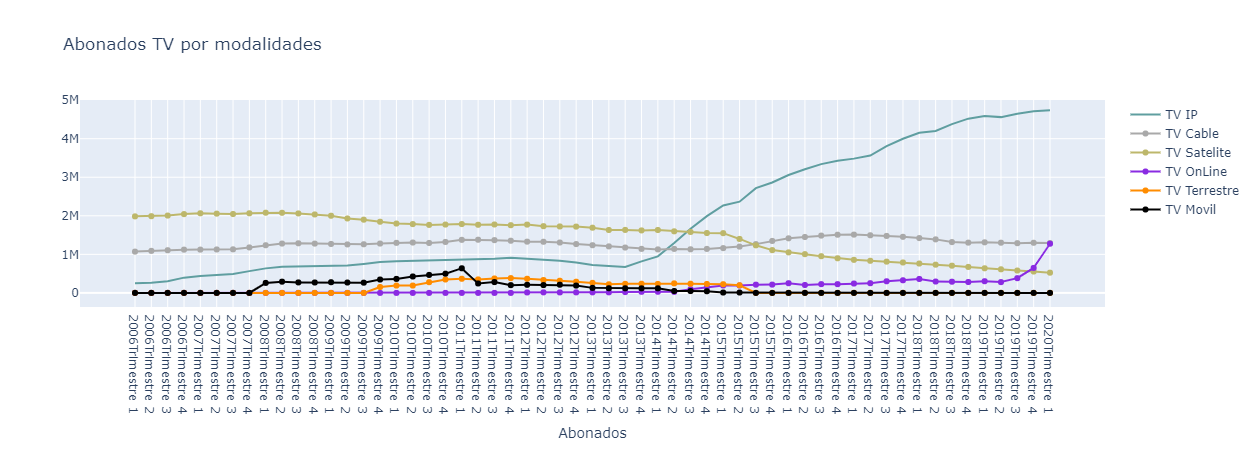 Abonados TV por modalidades
5M
4M
3M
2M
1M
0
TV IP
TV Cable
TV Satelite
TV OnLine
TV Terrestre
TV Movil
2006Trimestre 1
2006Trimestre 2
2006Trimestre 3
2006Trimestre 4
2007Trimestre 1
2007Trimestre 2
2007Trimestre 3
2007Trimestre 4
2008Trimestre 1
2008Trimestre 2
2008Trimestre 3
2008Trimestre 4
2009Trimestre 1
2009Trimestre 2
2009Trimestre 3
2009Trimestre 4
2010Trimestre 1
2010Trimestre 2
2010Trimestre 3
2010Trimestre 4
2011Trimestre 1
2011Trimestre 2
2011Trimestre 3
2011Trimestre 4
2012Trimestre 1
2012Trimestre 2
2012Trimestre 3
2012Trimestre 4
2013Trimestre 1
2013Trimestre 2
2013Trimestre 3
2013Trimestre 4
2014Trimestre 1
2014Trimestre 2
2014Trimestre 3
2014Trimestre 4
2015Trimestre 1
2015Trimestre 2
2015Trimestre 3
2015Trimestre 4
2016Trimestre 1
2016Trimestre 2
2016Trimestre 3
2016Trimestre 4
2017Trimestre 1
2017Trimestre 2
2017Trimestre 3
2017Trimestre 4
2018Trimestre 1
2018Trimestre 2
2018Trimestre 3
2018Trimestre 4
2019Trimestre 1
2019Trimestre 2
2019Trimestre 3
2019Trimestre 4
2020Trimestre 1
Abonados